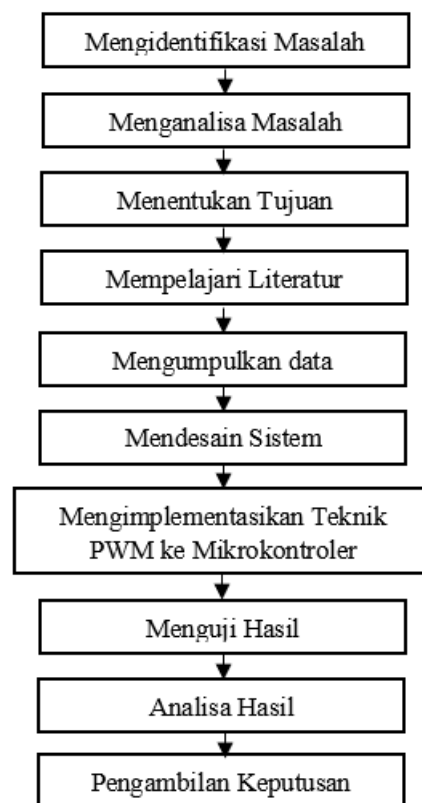 Mengidentifikasi Masalah
Menganalisa Masalah
Menentukan Tujuan
Mempelajari Literatur
Mengumpulkan data
Mendesain Sistem
Mengimplementasikan Teknik
PWM ke Mikrokontroler
Menguji Hasil
Analisa Hasil
Pengambilan Keputusan